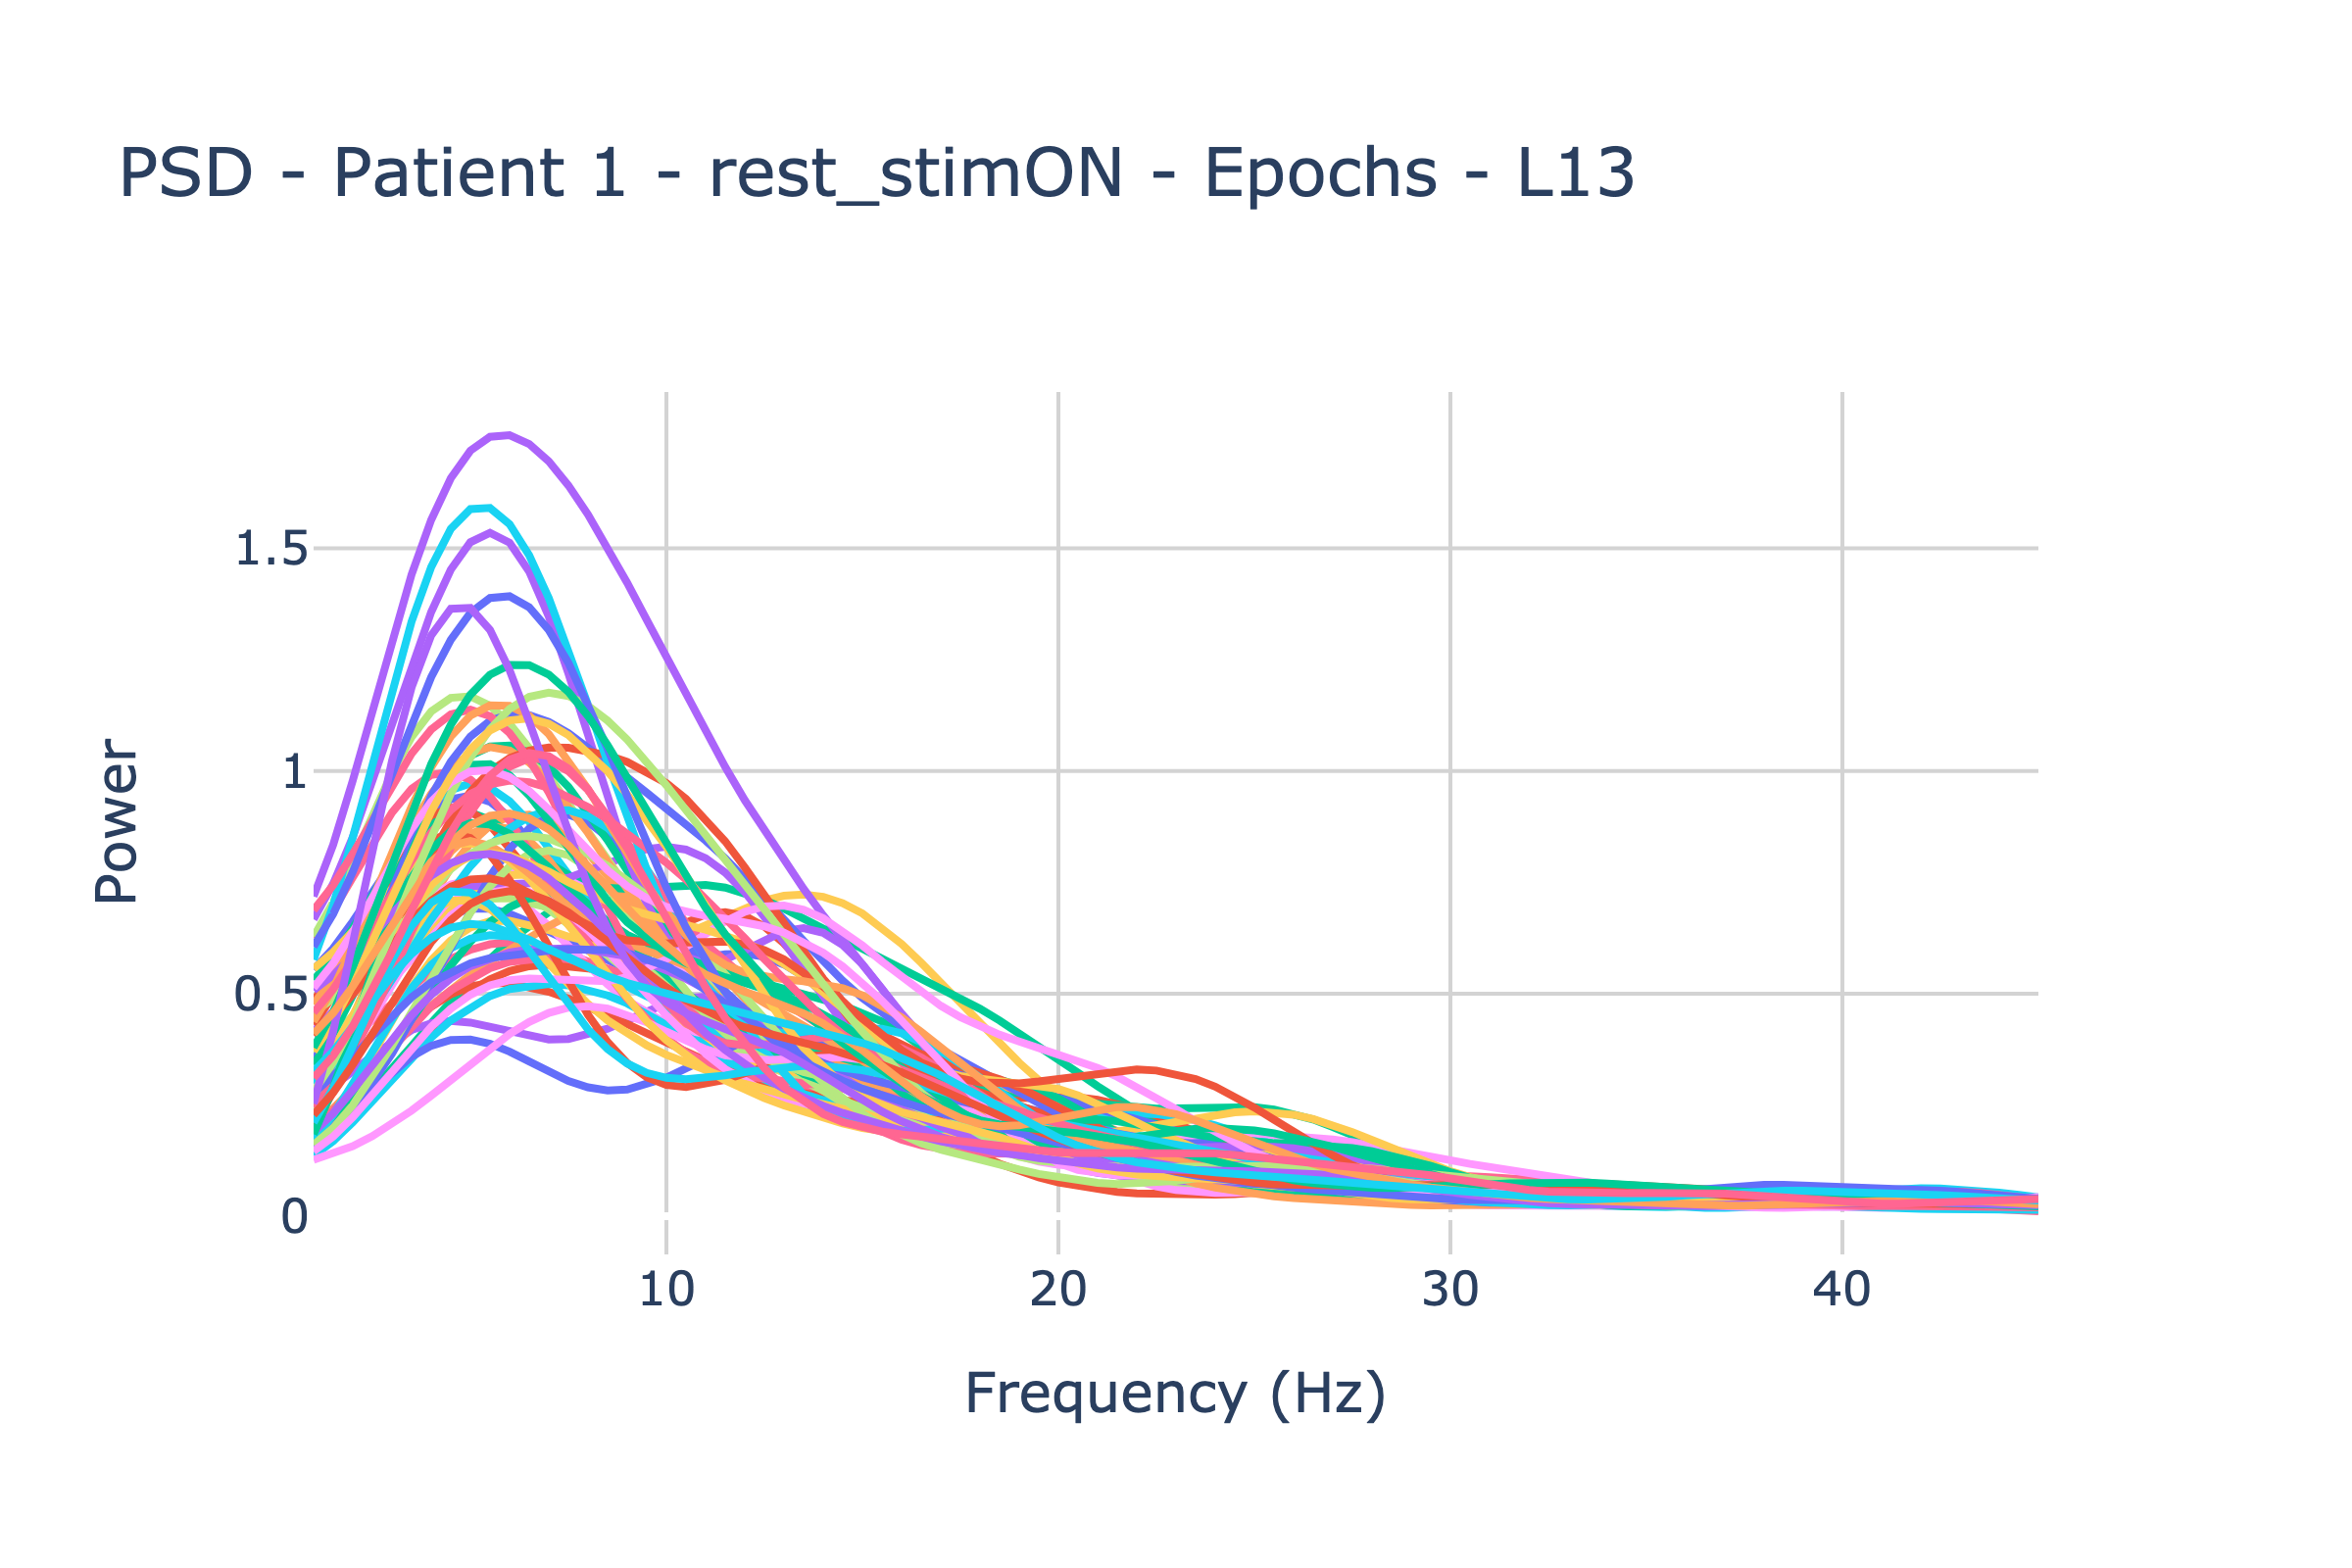 PSD - Patient 1 - rest_stimON - Epochs - L13
1.5
1
0.5
0
Power
10 20 30 40
Frequency (Hz)